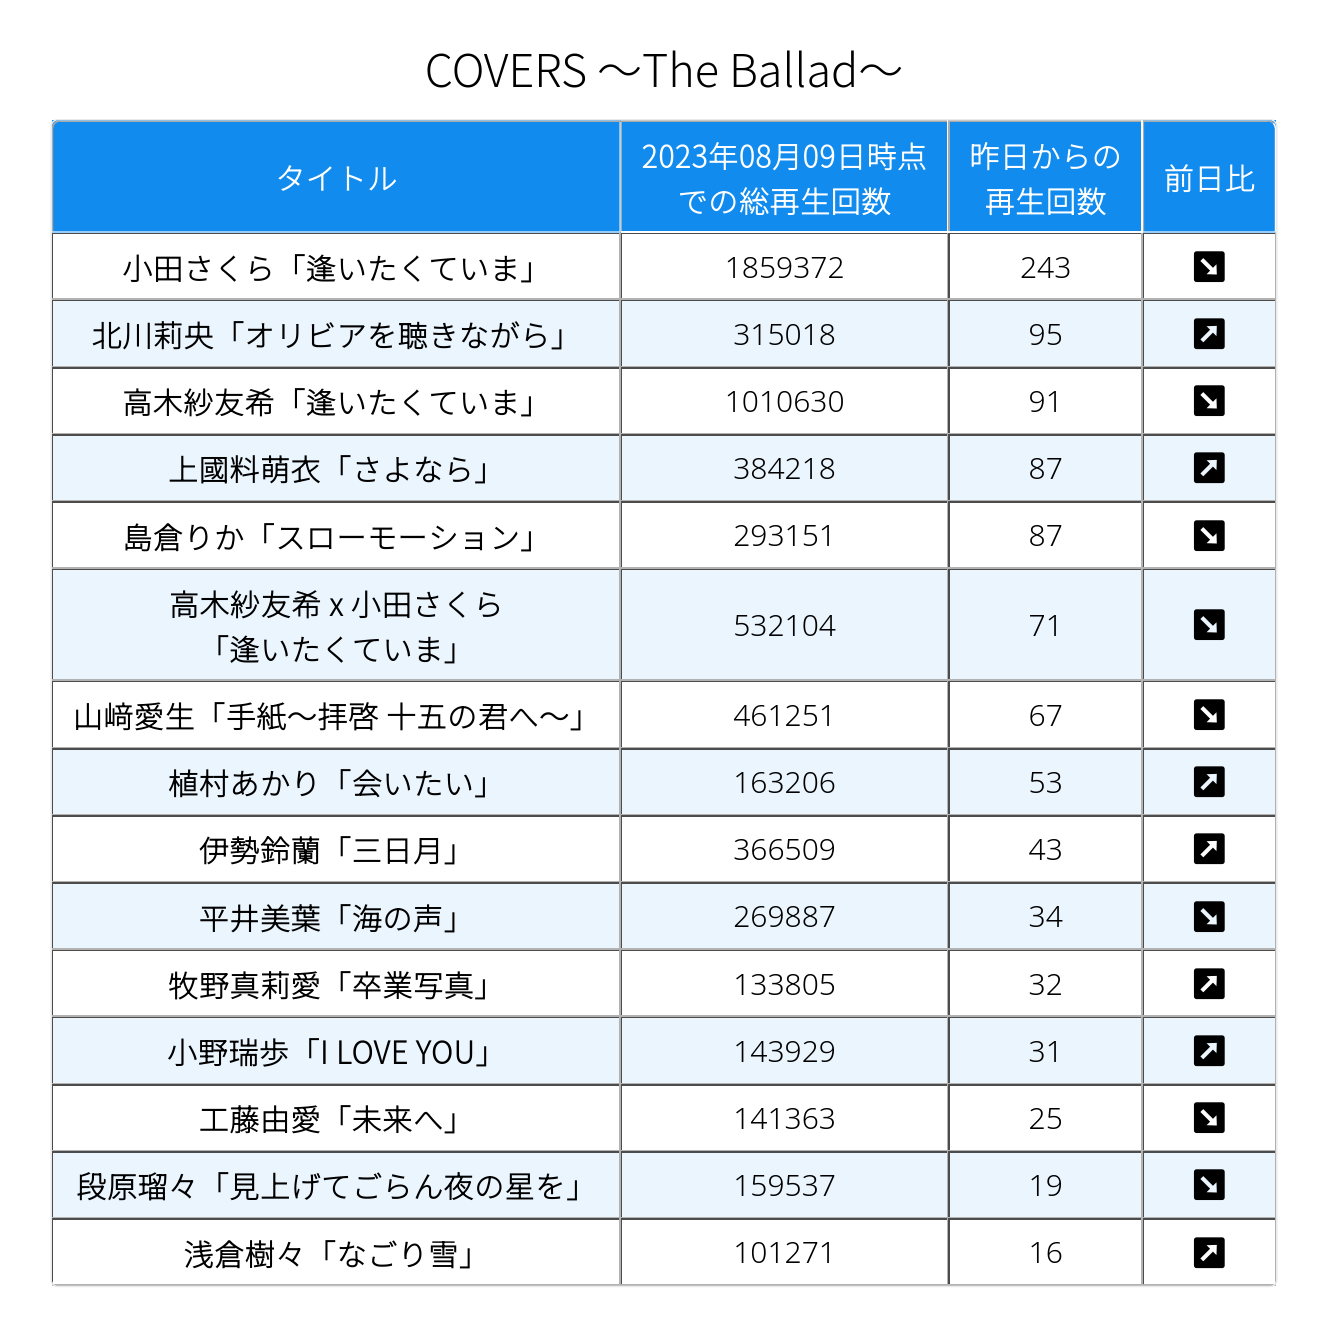 COVERS ～The Ballad～
タイトル
2023年08月09日時点
での総再生回数
昨日からの
再生回数
前日比
小田さくら「逢いたくていま」 1859372 243 ↘
北川莉央「オリビアを聴きながら」 315018 95 ↗
高木紗友希「逢いたくていま」 1010630 91 ↘
上國料萌衣「さよなら」 384218 87 ↗
島倉りか「スローモーション」 293151 87 ↘
高木紗友希 x 小田さくら
「逢いたくていま」 532104 71 ↘
山﨑愛生「手紙～拝啓 十五の君へ～」 461251 67 ↘
植村あかり「会いたい」 163206 53 ↗
伊勢鈴蘭「三日月」 366509 43 ↗
平井美葉「海の声」 269887 34 ↘
牧野真莉愛「卒業写真」 133805 32 ↗
小野瑞歩「I LOVE YOU」 143929 31 ↗
工藤由愛「未来へ」 141363 25 ↘
段原瑠々「見上げてごらん夜の星を」 159537 19 ↘
浅倉樹々「なごり雪」 101271 16 ↗